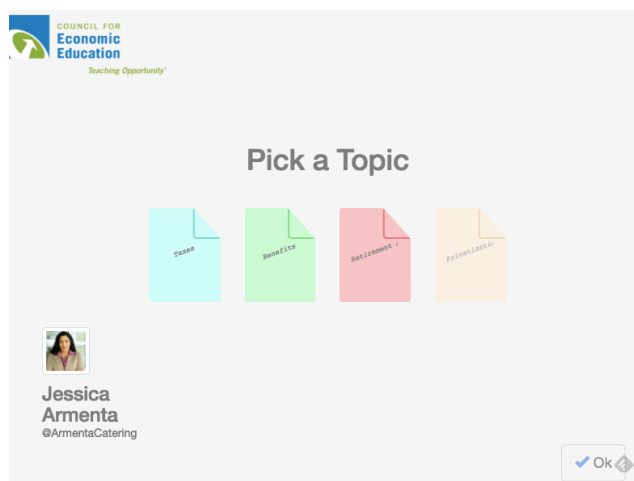 COUNCIL FOR
Economic
Education
Teaching Opportunity®
Pick a Topic
Taxes
Benefits
Retirement
Jessica
Armenta
@ArmentaCatering
Ok